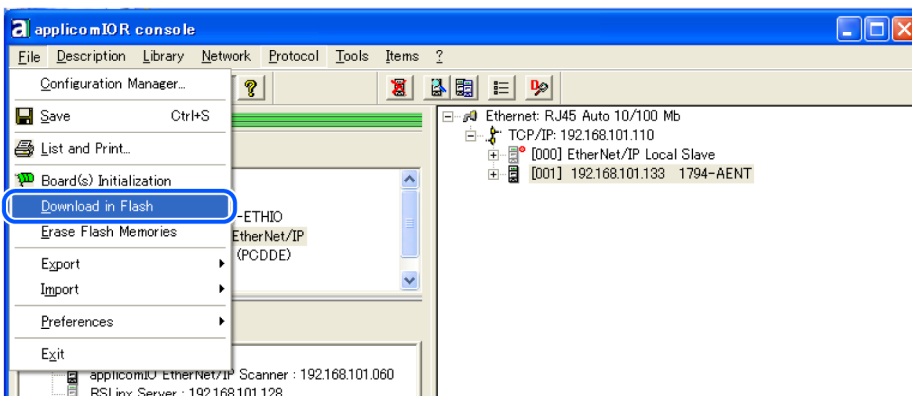 applicomIOR console
File Description Library Network Protocol Tools Items ?
Configuration Manager...
Save Ctrl+S
List and Print...
Board(s) Initialization
Download in Flash
Erase Flash Memories
Export
Import
Preferences
Exit
-ETHIO
EtherNet/IP
(PCDDE)
applicomIO EtherNet/IP Scanner : 192.168.101.060
RSLinx Server : 192.168.101.128
Ethernet: RJ45 Auto 10/100 Mb
TCP/IP: 192.168.101.110
[000] EtherNet/IP Local Slave
[001] 192.168.101.133 1794-AENT